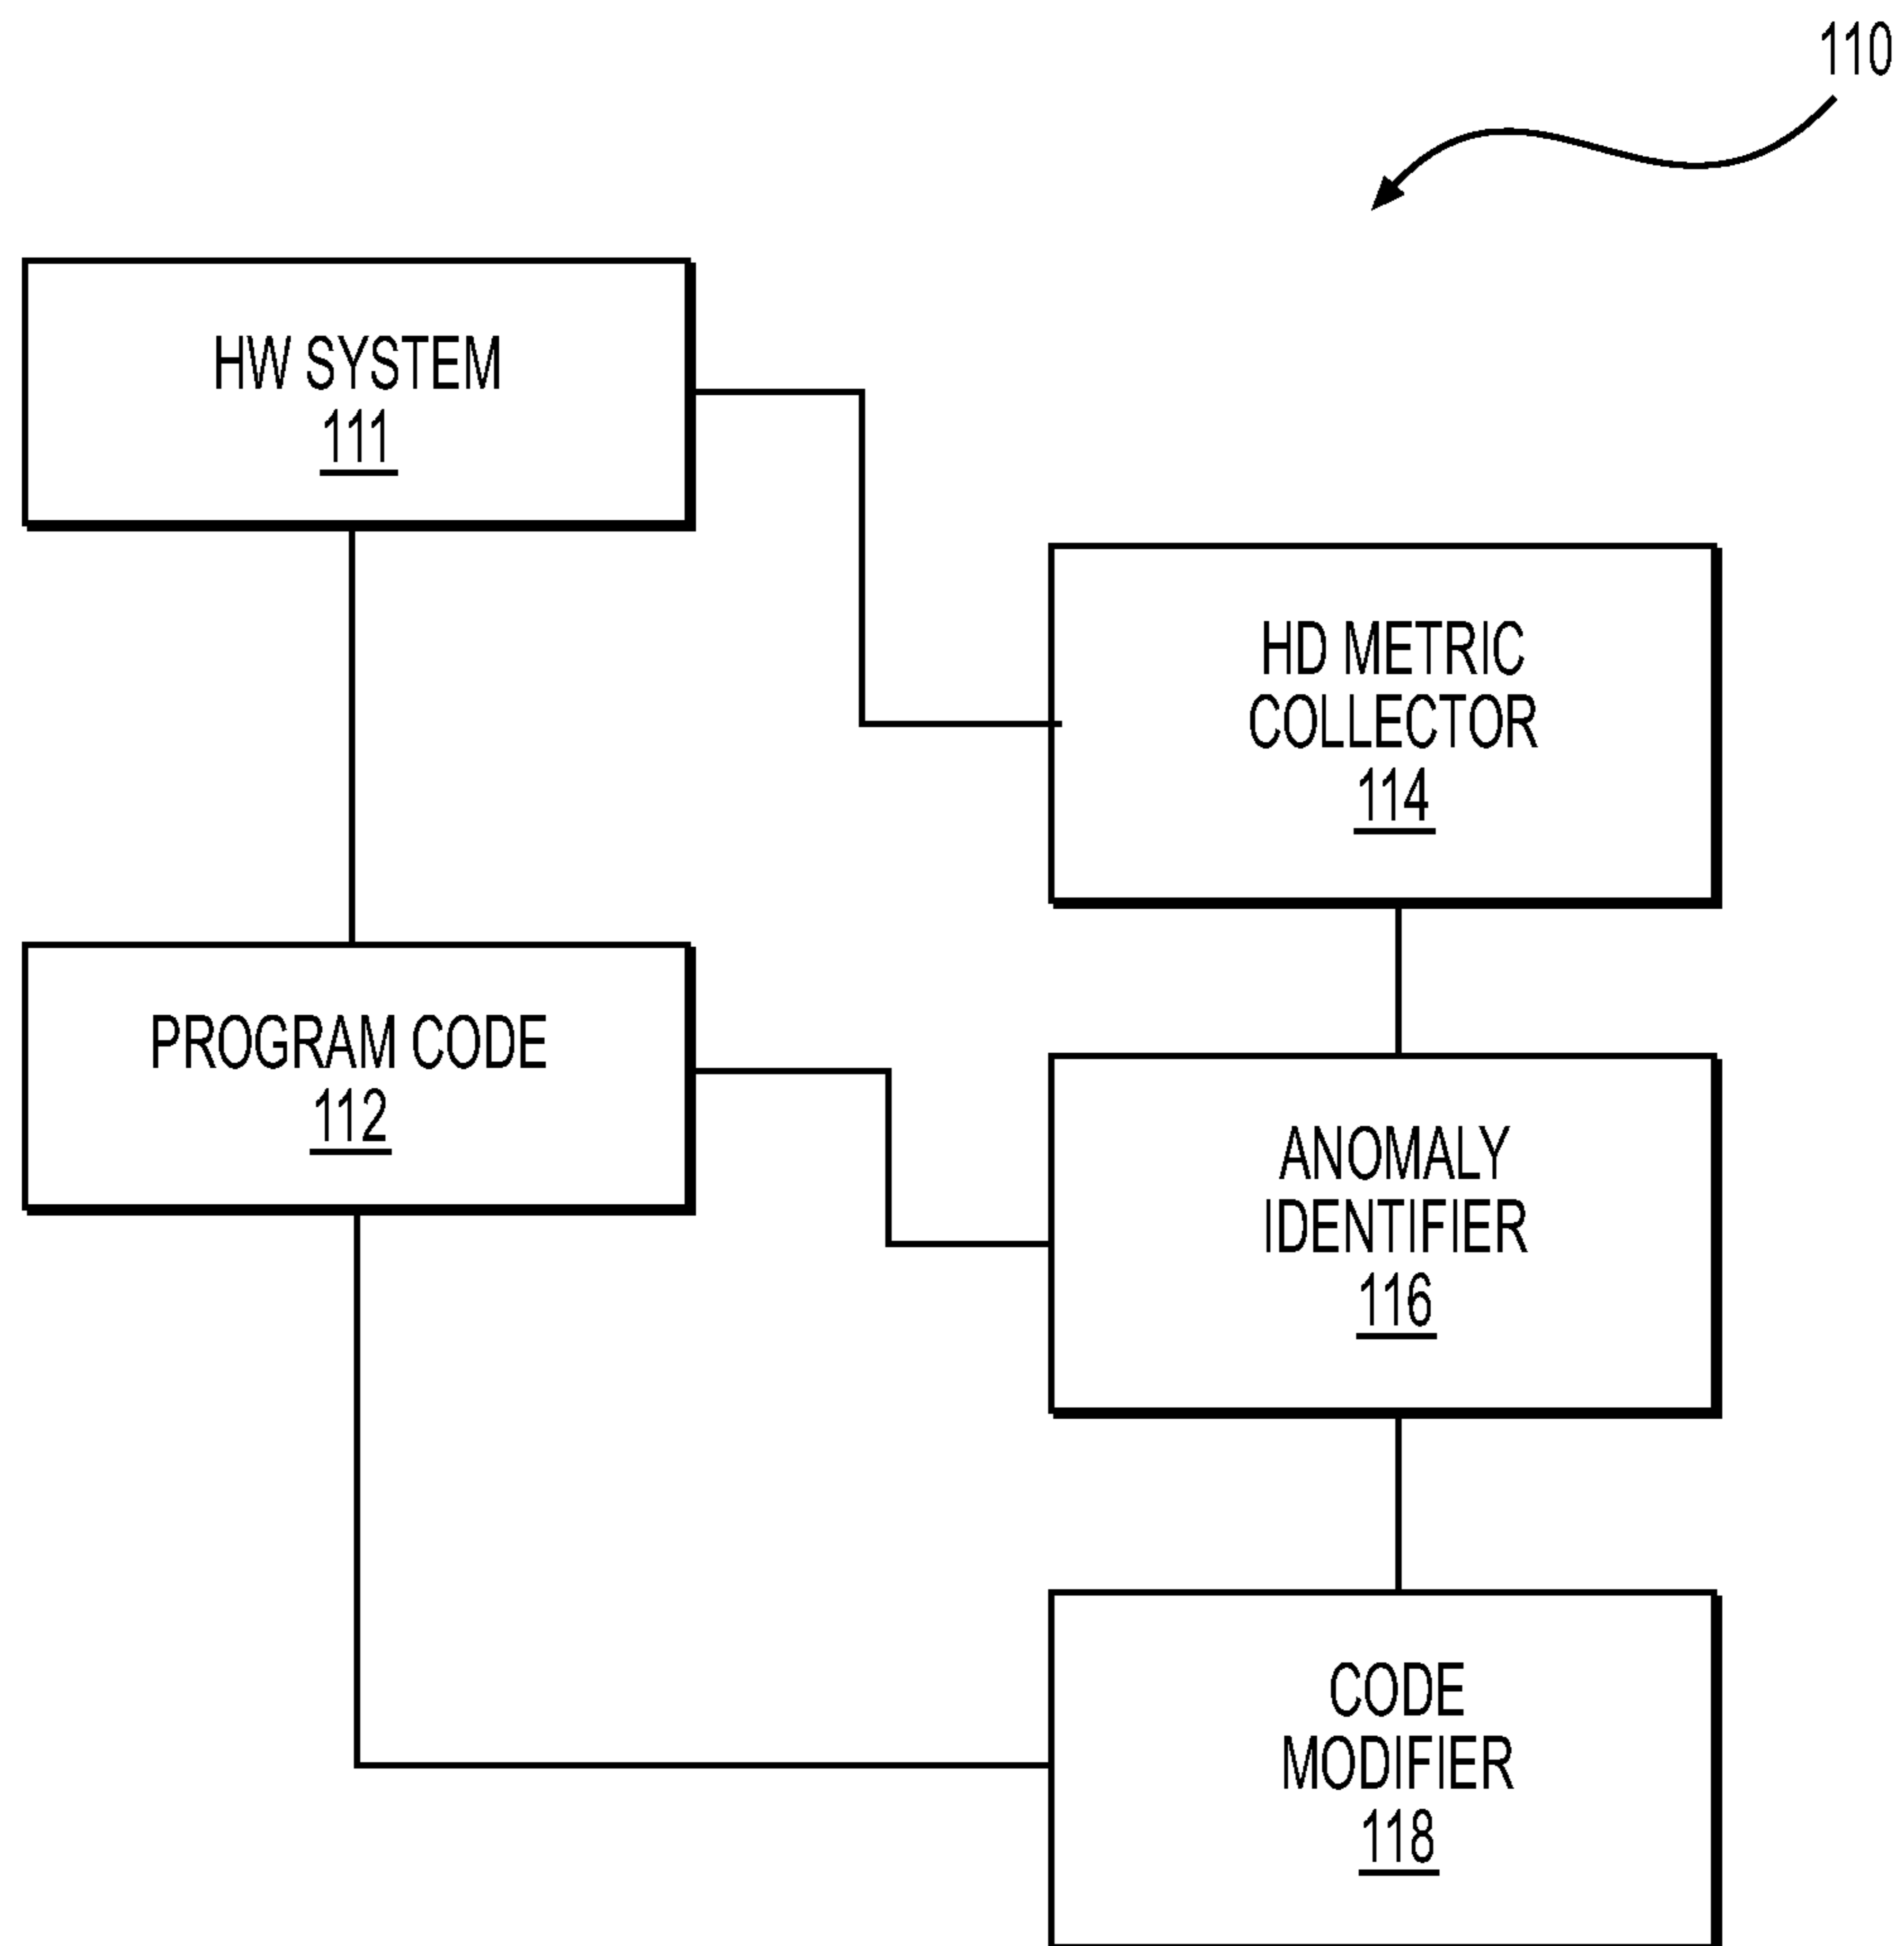 110
HW SYSTEM
111
HD METRIC
COLLECTOR
114
PROGRAM CODE
112
ANOMALY
IDENTIFIER
116
CODE
MODIFIER
118